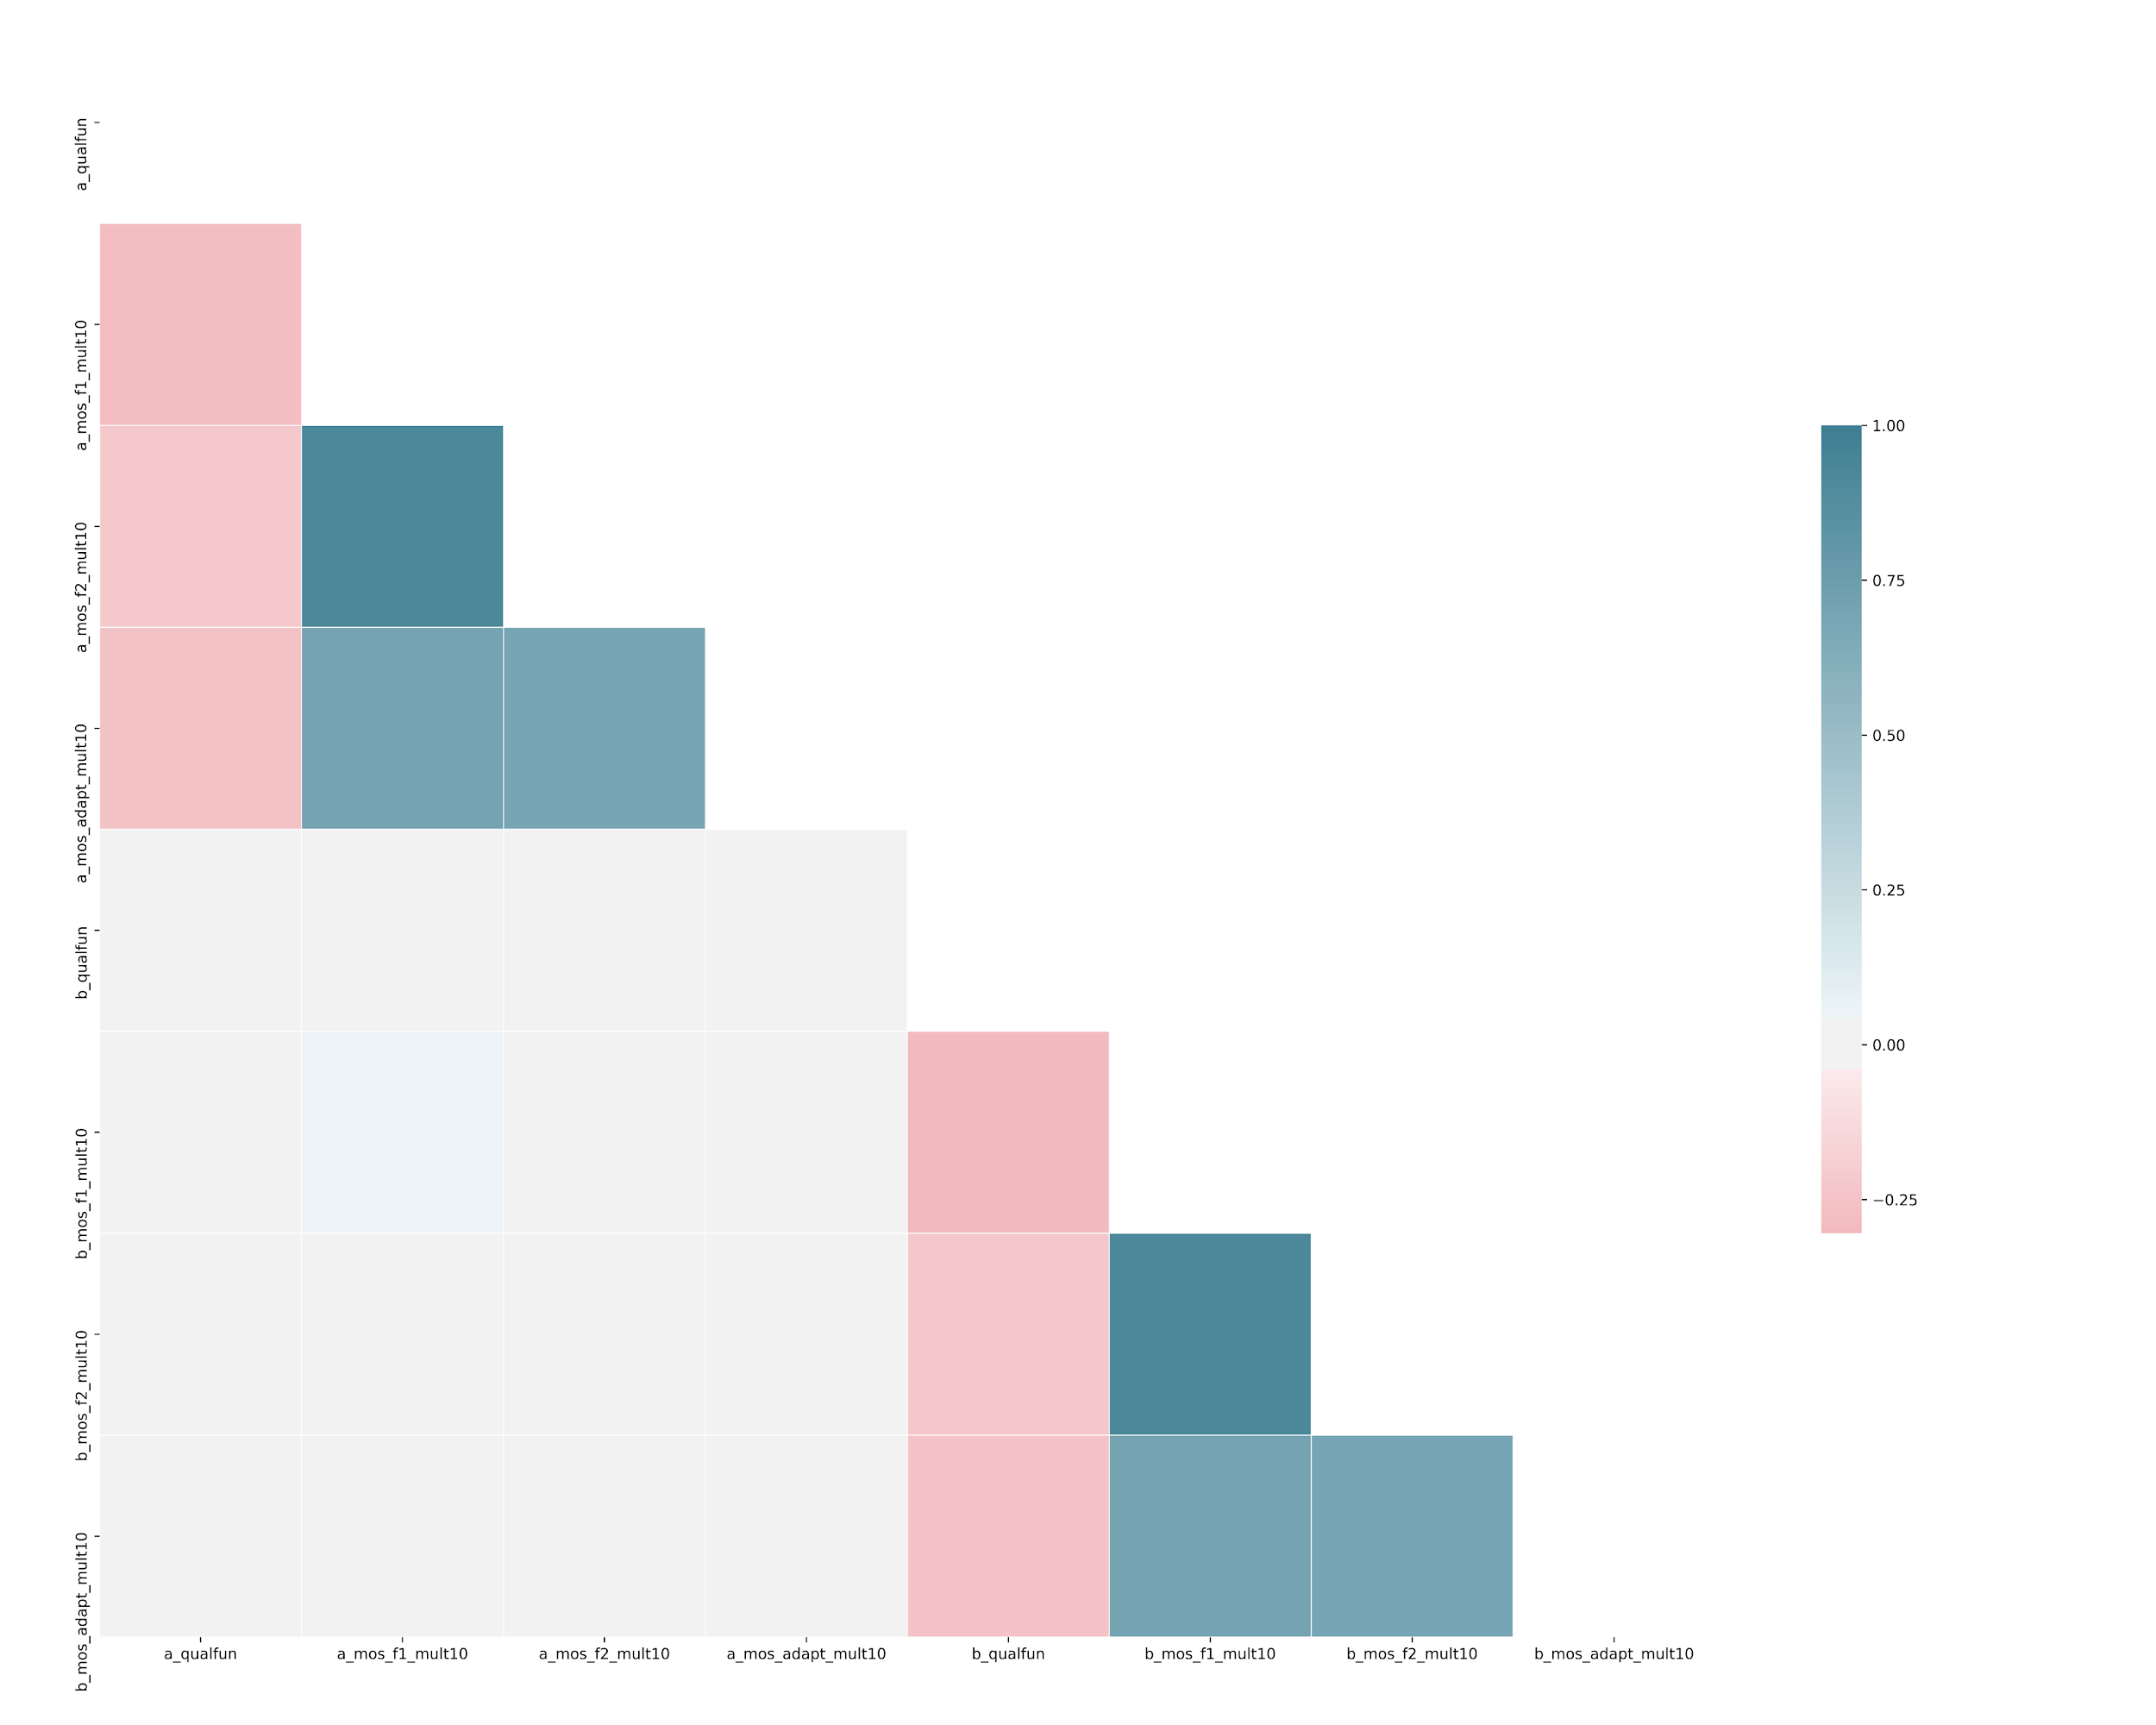 a_qualfun
a_mos_f1_mult10
a_mos_f2_mult10
a_mos_adapt_mult10
b_qualfun
b_mos_f1_mult10
b_mos_f2_mult10
b_mos_adapt_mult10
a_qualfun
a_mos_f1_mult10
a_mos_f2_mult10
a_mos_adapt_mult10
b_qualfun
b_mos_f1_mult10
b_mos_f2_mult10
b_mos_adapt_mult10
1.00
0.75
0.50
0.25
0.00
−0.25